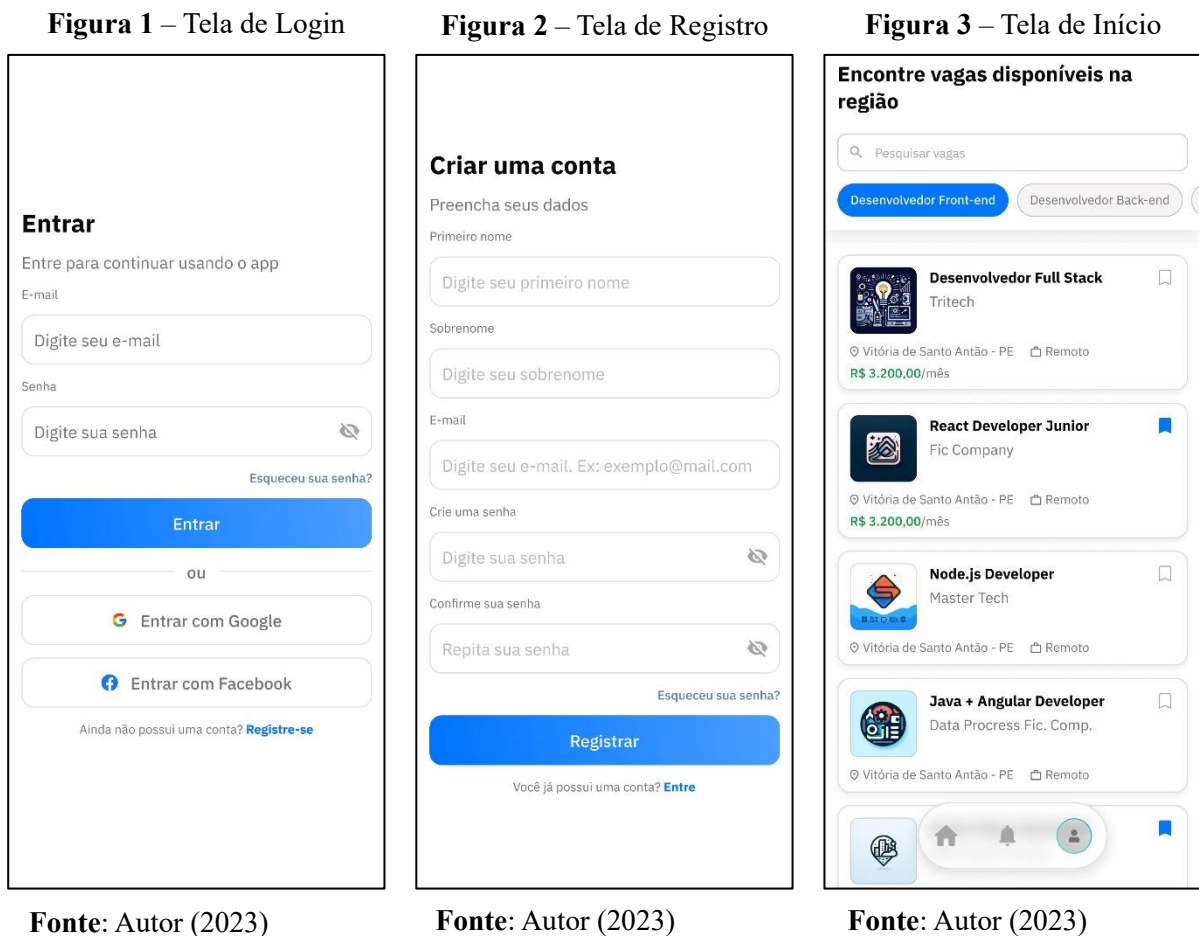 Figura 1 – Tela de Login
Entrar
Entre para continuar usando o app
E-mail
Digite seu e-mail
Senha
Digite sua senha
Esqueceu sua senha?
Entrar
ou
Entrar com Google
Entrar com Facebook
Ainda não possui uma conta? Registre-se
Fonte: Autor (2023)
Figura 2 – Tela de Registro
Criar uma conta
Preencha seus dados
Primeiro nome
Digite seu primeiro nome
Sobrenome
Digite seu sobrenome
E-mail
Digite seu e-mail. Ex: exemplo@mail.com
Crie uma senha
Digite sua senha
Confirme sua senha
Repita sua senha
Esqueceu sua senha?
Registrar
Você já possui uma conta? Entre
Fonte: Autor (2023)
Figura 3 – Tela de Início
Encontre vagas disponíveis na
região
Pesquisar vagas
Desenvolvedor Front-end Desenvolvedor Back-end
Desenvolvedor Full Stack
Tritech
Vitória de Santo Antão - PE Remoto
R$ 3.200,00/mês
React Developer Junior
Fic Company
Vitória de Santo Antão - PE Remoto
R$ 3.200,00/mês
Node.js Developer
Master Tech
Vitória de Santo Antão - PE Remoto
Java + Angular Developer
Data Procress Fic. Comp.
Vitória de Santo Antão - PE Remoto
Fonte: Autor (2023)